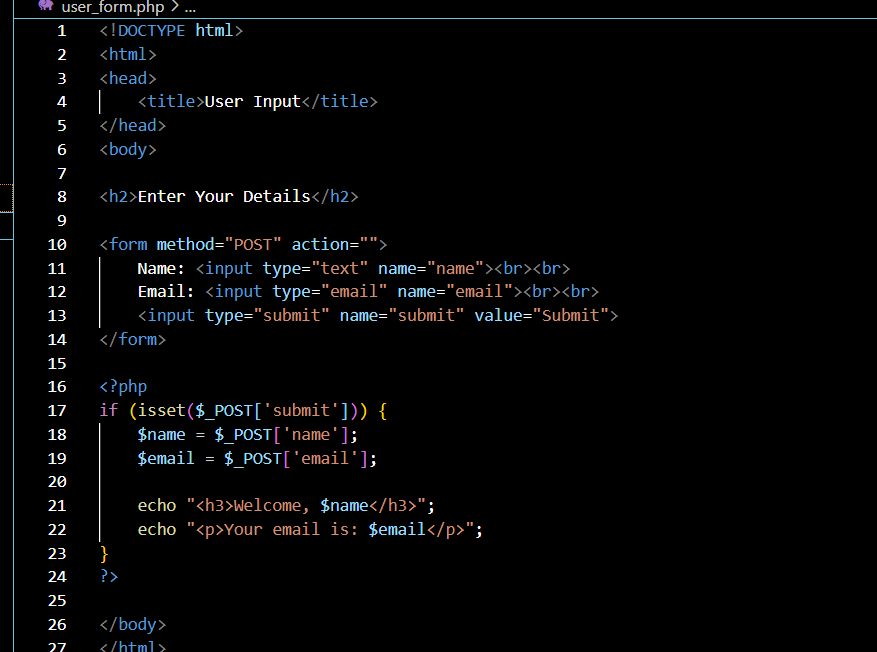 user_form.php > ...
1 <!DOCTYPE html>
2 <html>
3 <head>
4     <title>User Input</title>
5 </head>
6 <body>
7
8 <h2>Enter Your Details</h2>
9
10 <form method="POST" action="">
11     Name: <input type="text" name="name"><br><br>
12     Email: <input type="email" name="email"><br><br>
13     <input type="submit" name="submit" value="Submit">
14 </form>
15
16 <?php
17 if (isset($_POST['submit'])) {
18     $name = $_POST['name'];
19     $email = $_POST['email'];
20
21     echo "<h3>Welcome, $name</h3>";
22     echo "<p>Your email is: $email</p>";
23 }
24 ?>
25
26 </body>
27 </html>